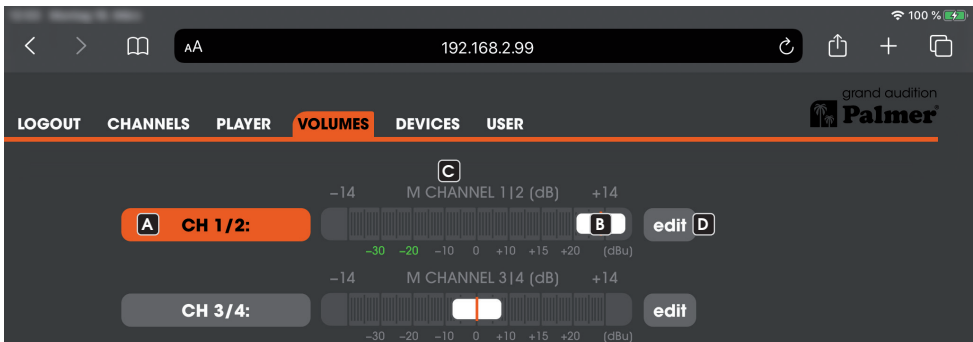 100 %
AA 192.168.2.99
grand audition
Palmer
LOGOUT CHANNELS PLAYER VOLUMES DEVICES USER
C
−14 M CHANNEL 1|2 (dB) +14
A CH 1/2: B edit D
−30 −20 −10 0 +10 +15 +20 (dBu)
−14 M CHANNEL 3|4 (dB) +14
CH 3/4: edit
−30 −20 −10 0 +10 +15 +20 (dBu)